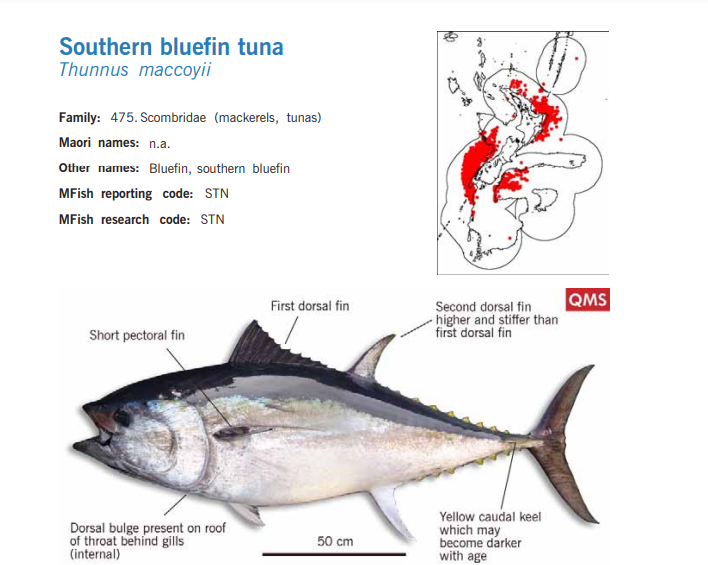 Southern bluefin tuna
Thunnus maccoyii
Family: 475. Scombridae (mackerels, tunas)
Maori names: n.a.
Other names: Bluefin, southern bluefin
MFish reporting code: STN
MFish research code: STN
QMS
First dorsal fin
Second dorsal fin
higher and stiffer than
first dorsal fin
Short pectoral fin
Dorsal bulge present on roof
of throat behind gills
(internal)
50 cm
Yellow caudal keel
which may
become darker
with age